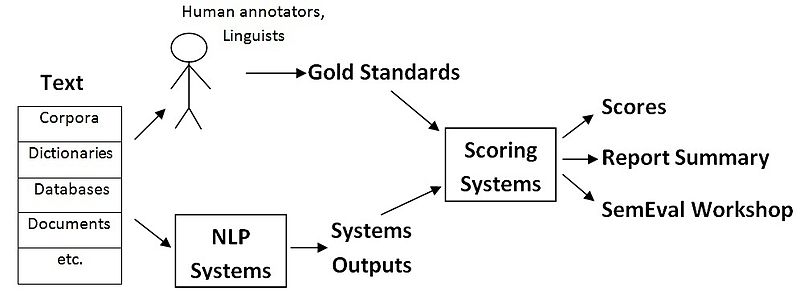 Human annotators,
Linguists
Text
Corpora
Dictionaries
Databases
Documents
etc.
Gold Standards
NLP
Systems
Systems
Outputs
Scoring
Systems
Scores
Report Summary
SemEval Workshop